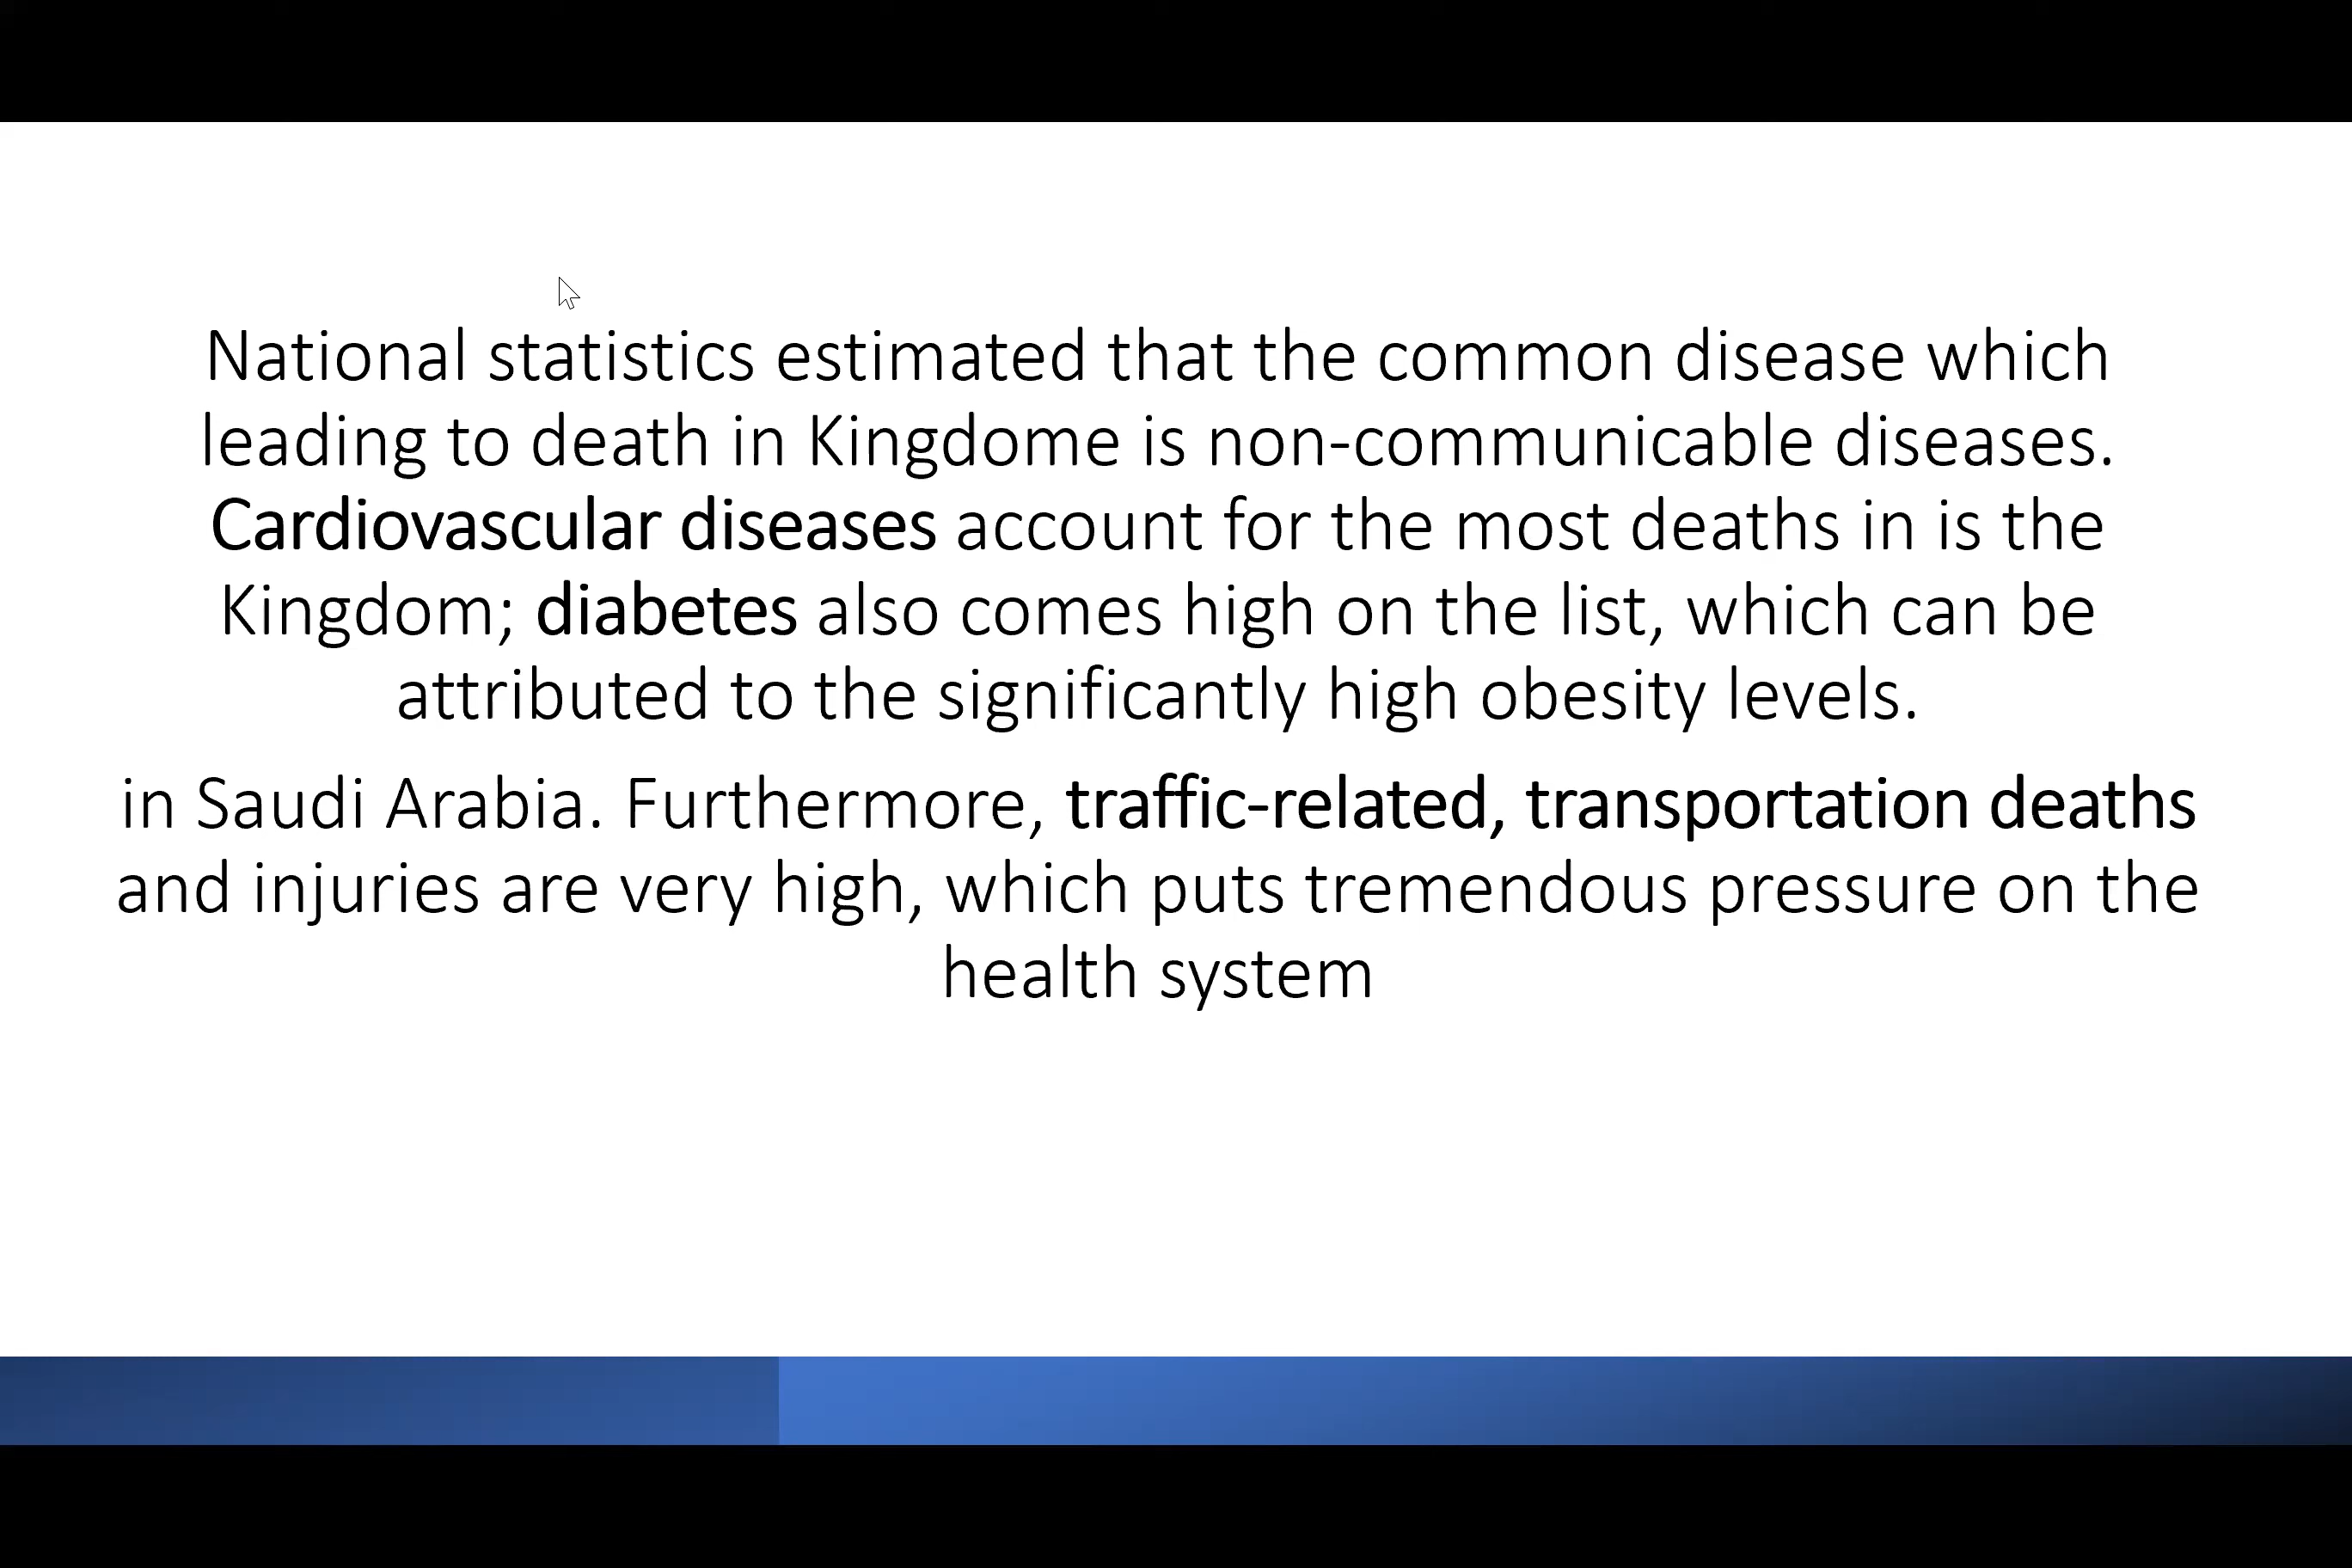 National statistics estimated that the common disease which
leading to death in Kingdome is non-communicable diseases.
Cardiovascular diseases account for the most deaths in is the
Kingdom; diabetes also comes high on the list, which can be
attributed to the significantly high obesity levels.
in Saudi Arabia. Furthermore, traffic-related, transportation deaths
and injuries are very high, which puts tremendous pressure on the
health system